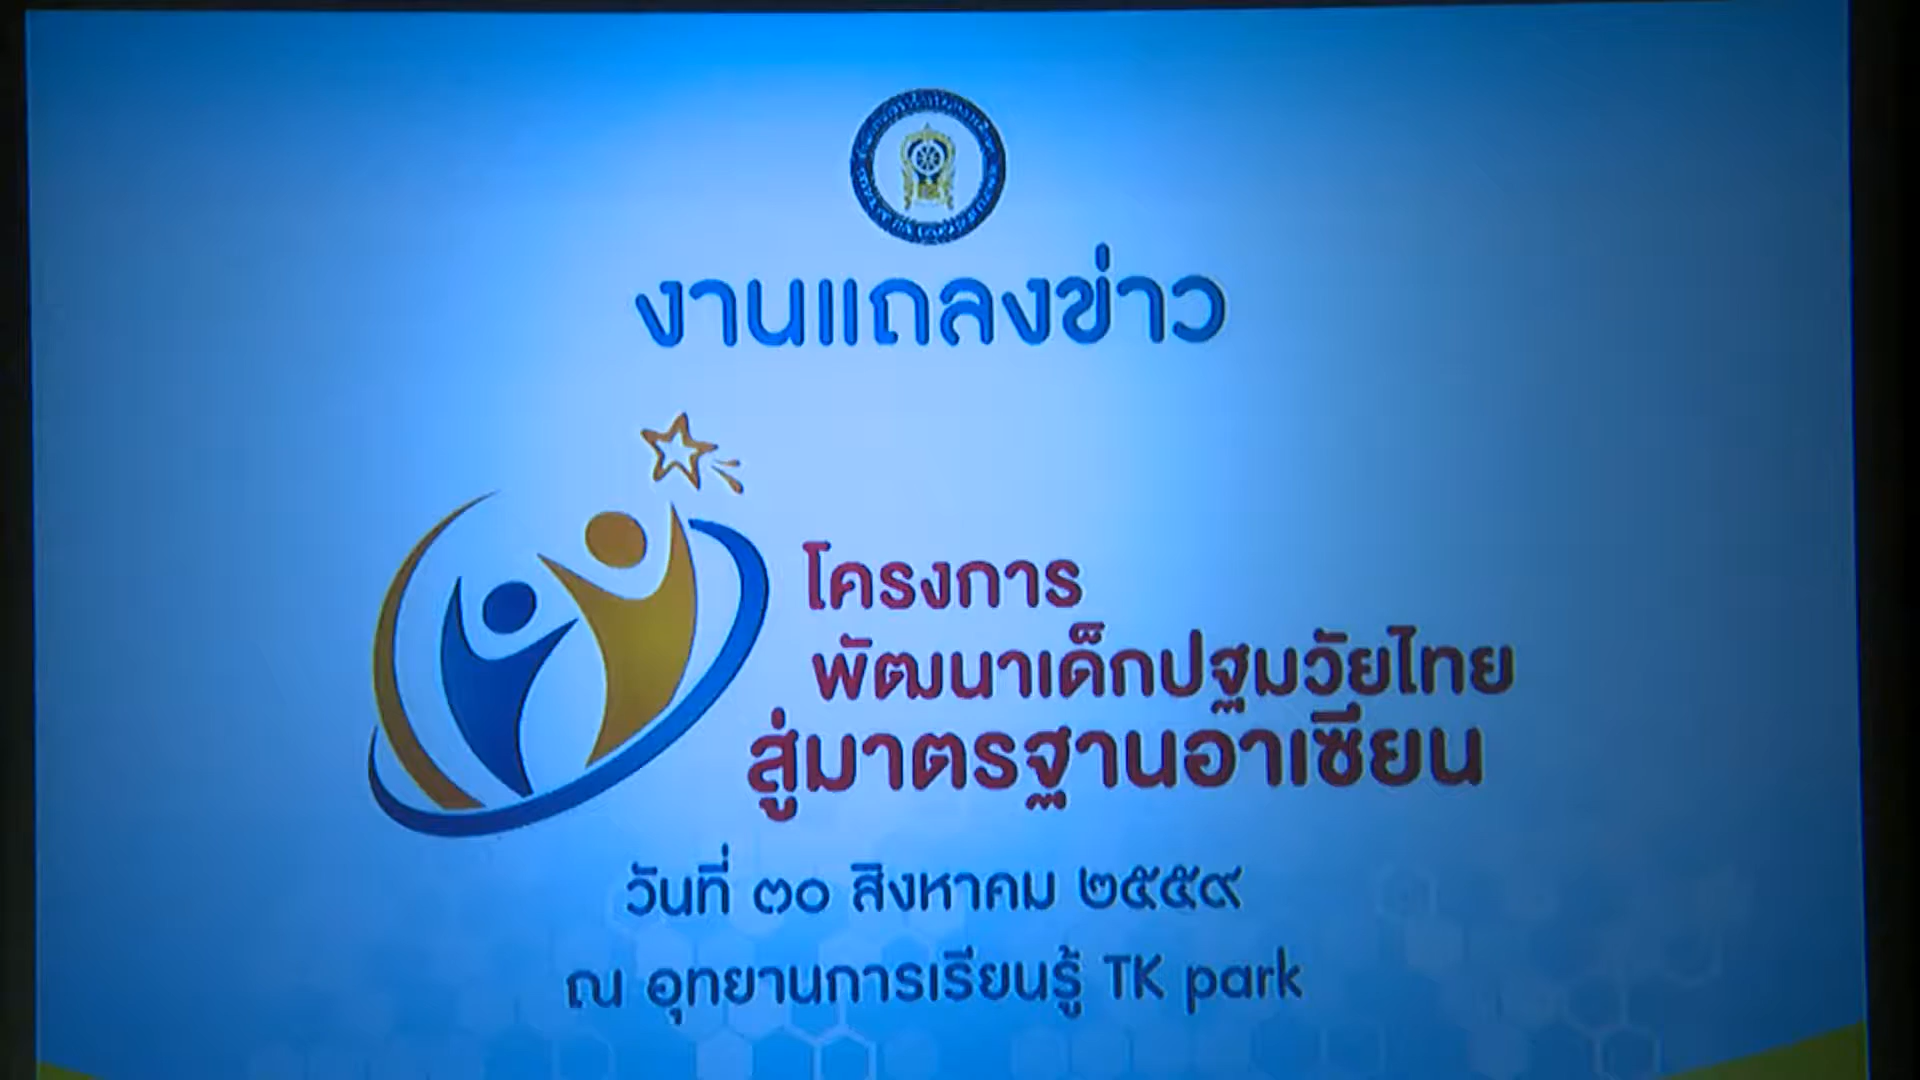 งานแถลงข่าว
โครงการ
พัฒนาเด็กปฐมวัยไทย
สู่มาตรฐานอาเซียน
วันที่ ๓๐ สิงหาคม ๒๕๕๙
ณ อุทยานการเรียนรู้ TK park